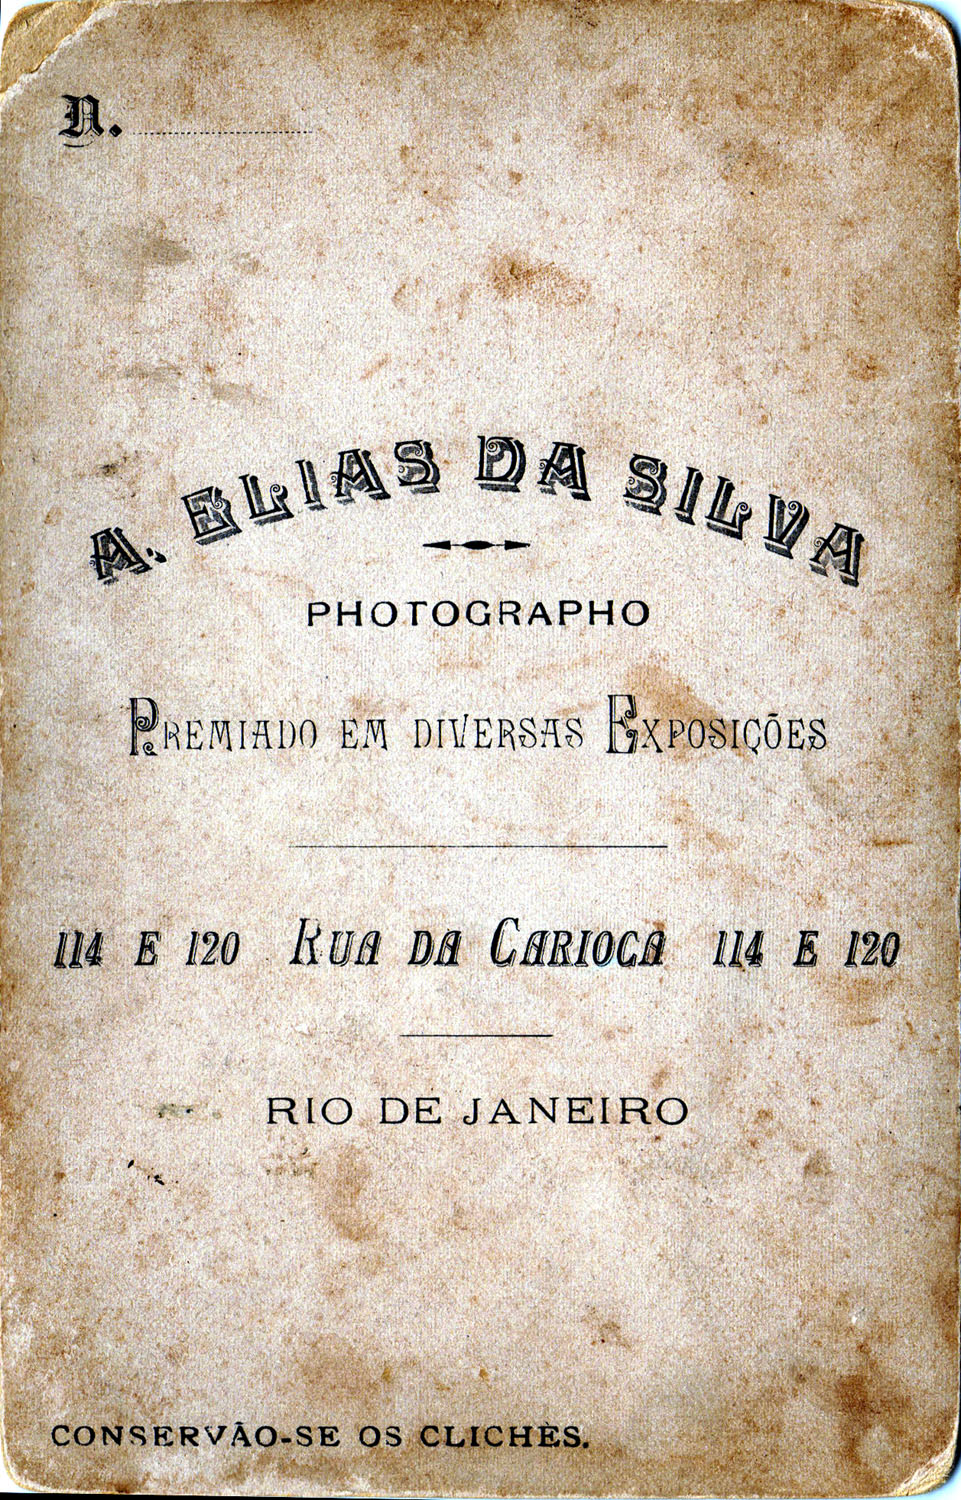 N. ....................
A. ELIAS DA SILVA
PHOTOGRAPHO
PREMIADO EM DIVERSAS EXPOSIÇÕES
114 E 120 RUA DA CARIOCA 114 E 120
RIO DE JANEIRO
CONSERVÃO-SE OS CLICHÈS.